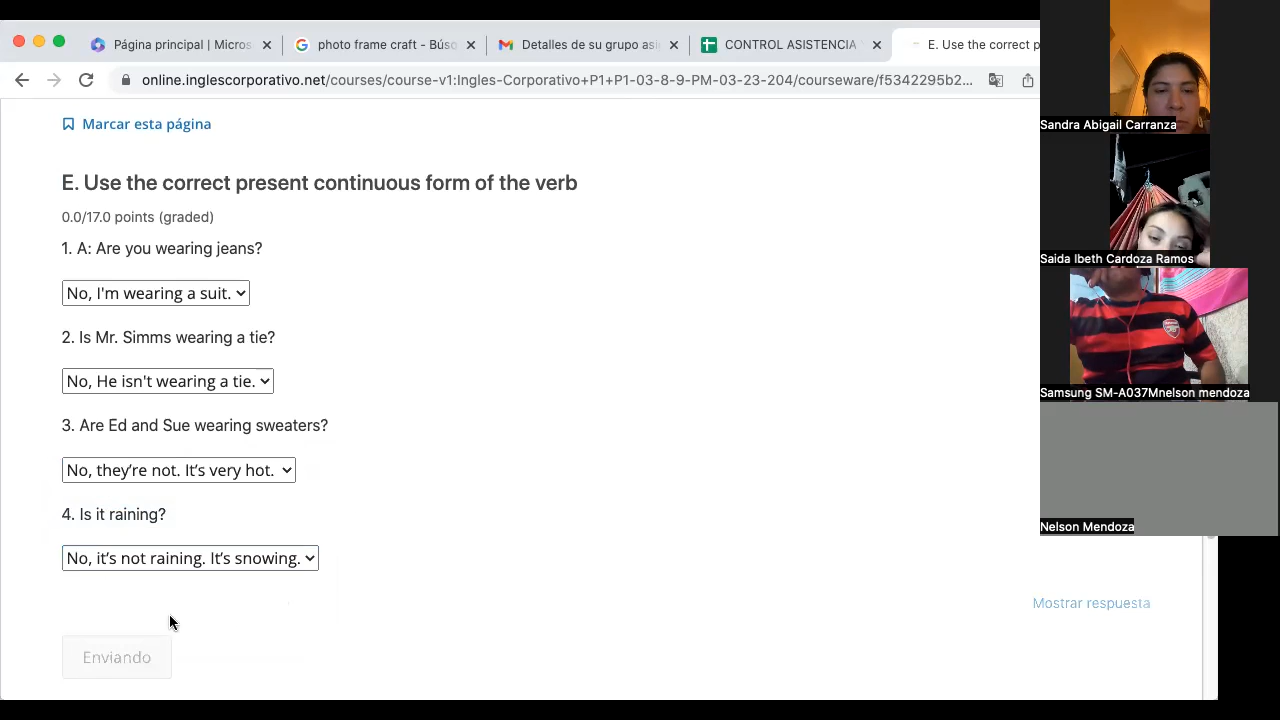 Página principal | Micros
photo frame craft - Búsq
Detalles de su grupo asi
CONTROL ASISTENCIA
E. Use the correct p
online.inglescorporativo.net/courses/course-v1:Ingles-Corporativo+P1+P1-03-8-9-PM-03-23-204/courseware/f5342295b2...
Marcar esta página
E. Use the correct present continuous form of the verb
0.0/17.0 points (graded)
1. A: Are you wearing jeans?
No, I'm wearing a suit.
2. Is Mr. Simms wearing a tie?
No, He isn't wearing a tie.
3. Are Ed and Sue wearing sweaters?
No, they’re not. It’s very hot.
4. Is it raining?
No, it’s not raining. It’s snowing.
Mostrar respuesta
Enviando
Sandra Abigail Carranza
Saida Ibeth Cardoza Ramos
Samsung SM-A037Mnelson mendoza
Nelson Mendoza